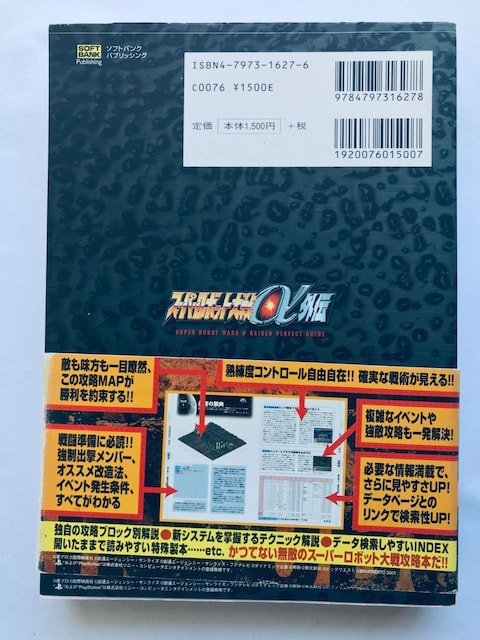 SOFT
BANK
Publishing
ソフトバンク
パブリッシング
ISBN4-7973-1627-6
C0076 ¥1500E
定価 本体1,500円 +税
9784797316278
1920076015007
スーパーロボット大戦α外伝
SUPER ROBOT WARS α GAIDEN PERFECT GUIDE
敵も味方も一目瞭然、
この攻略MAPが
勝利を約束する!!
熟練度コントロール自由自在!! 確実な戦術が見える!!
複雑なイベントや
強敵攻略も一発解決!
戦闘準備に必読!!
強制出撃メンバー、
オススメ改造法、
イベント発生条件、
すべてがわかる
必要な情報満載で、
さらに見やすさUP!
データページとの
リンクで検索性UP!
独自の攻略ブロック別解説●新システムを掌握するテクニック解説●データ検索しやすいINDEX
開いたままで読みやすい特殊製本……etc. かつてない無敵のスーパーロボット大戦攻略本だ!!